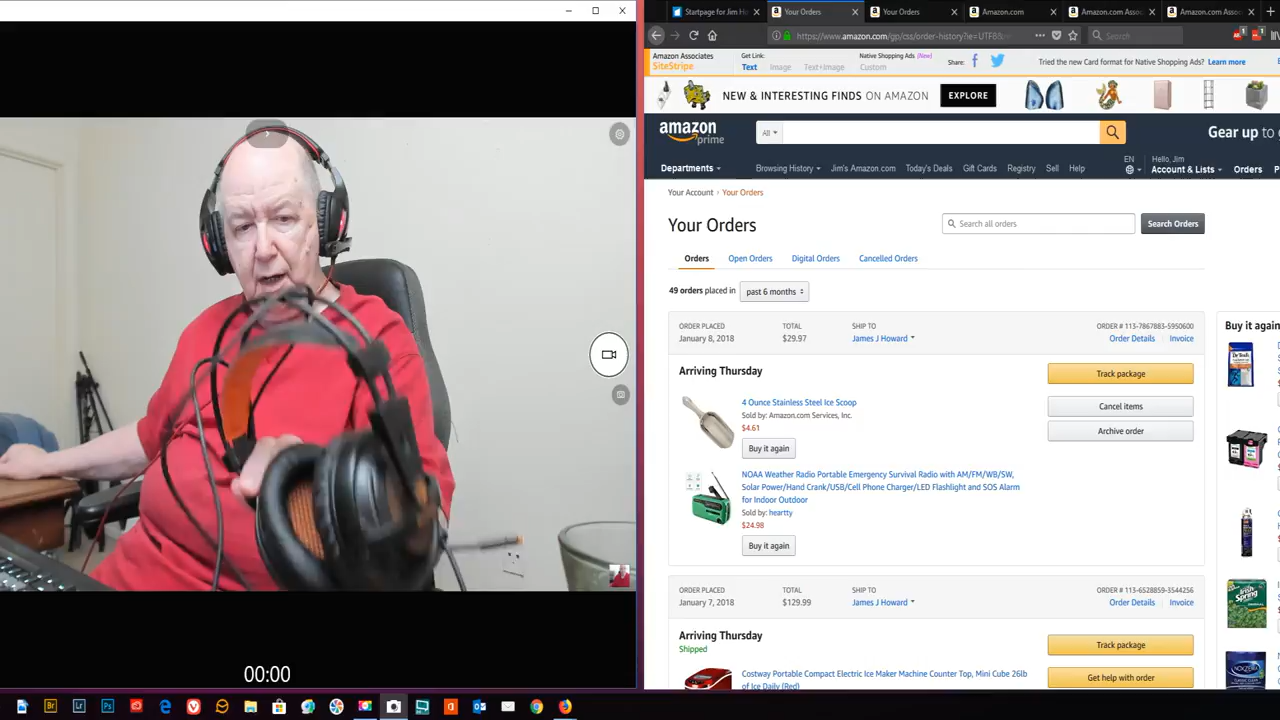 Startpage for Jim H
Your Orders
Your Orders
Amazon.com
Amazon.com Assoc
Amazon.com Assoc
https://www.amazon.com/gp/css/order-history?ie=UTF8&
Search
Amazon Associates
SiteStripe
Get Link:
Text
Image
Text+Image
Native Shopping Ads (New)
Custom
Share:
Tried the new Card format for Native Shopping Ads? Learn more
NEW & INTERESTING FINDS ON AMAZON
EXPLORE
amazon
prime
All
Gear up to
Departments
Browsing History
Jim's Amazon.com
Today's Deals
Gift Cards
Registry
Sell
Help
EN
Hello, Jim
Account & Lists
Orders
Your Account › Your Orders
Your Orders
Search all orders
Search Orders
Orders
Open Orders
Digital Orders
Cancelled Orders
49 orders placed in
past 6 months
ORDER PLACED
January 8, 2018
TOTAL
$29.97
SHIP TO
James J Howard
ORDER # 113-7867883-5950600
Order Details
Invoice
Buy it again
Arriving Thursday
Track package
4 Ounce Stainless Steel Ice Scoop
Sold by: Amazon.com Services, Inc.
$4.61
Buy it again
Cancel items
Archive order
NOAA Weather Radio Portable Emergency Survival Radio with AM/FM/WB/SW,
Solar Power/Hand Crank/USB/Cell Phone Charger/LED Flashlight and SOS Alarm
for Indoor Outdoor
Sold by: heartty
$24.98
Buy it again
ORDER PLACED
January 7, 2018
TOTAL
$129.99
SHIP TO
James J Howard
ORDER # 113-6528859-3544256
Order Details
Invoice
Arriving Thursday
Shipped
Track package
Costway Portable Compact Electric Ice Maker Machine Counter Top, Mini Cube 26lb
of Ice Daily (Red)
Get help with order
Irish
Spring
00:00
Br
Lr
Ps